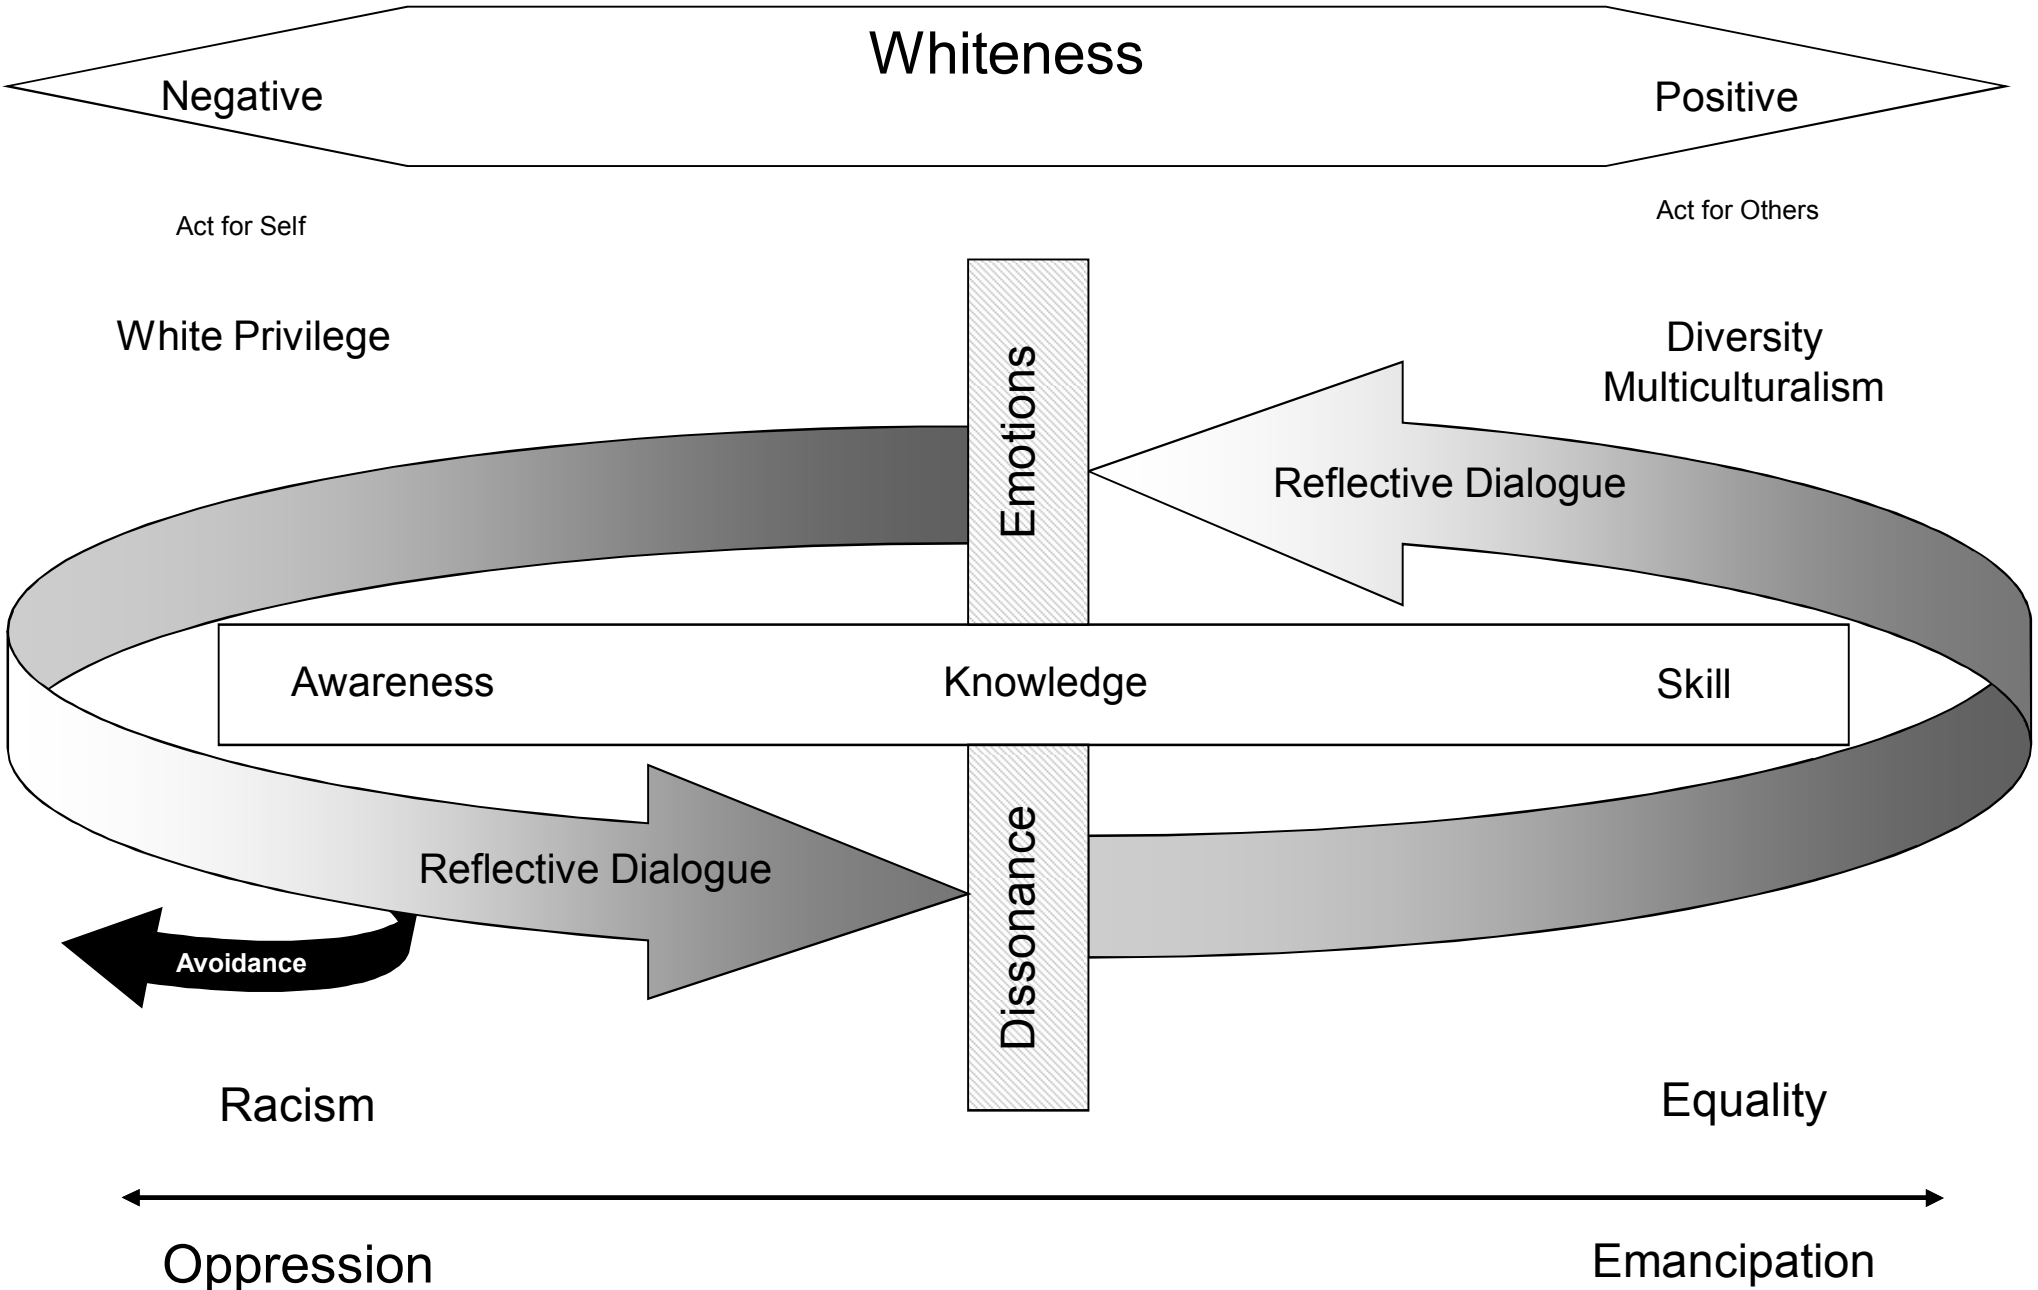 Whiteness
Negative
Positive
Act for Self
Act for Others
White Privilege
Diversity
Multiculturalism
Emotions
Reflective Dialogue
Awareness
Knowledge
Skill
Reflective Dialogue
Dissonance
Avoidance
Racism
Equality
Oppression
Emancipation